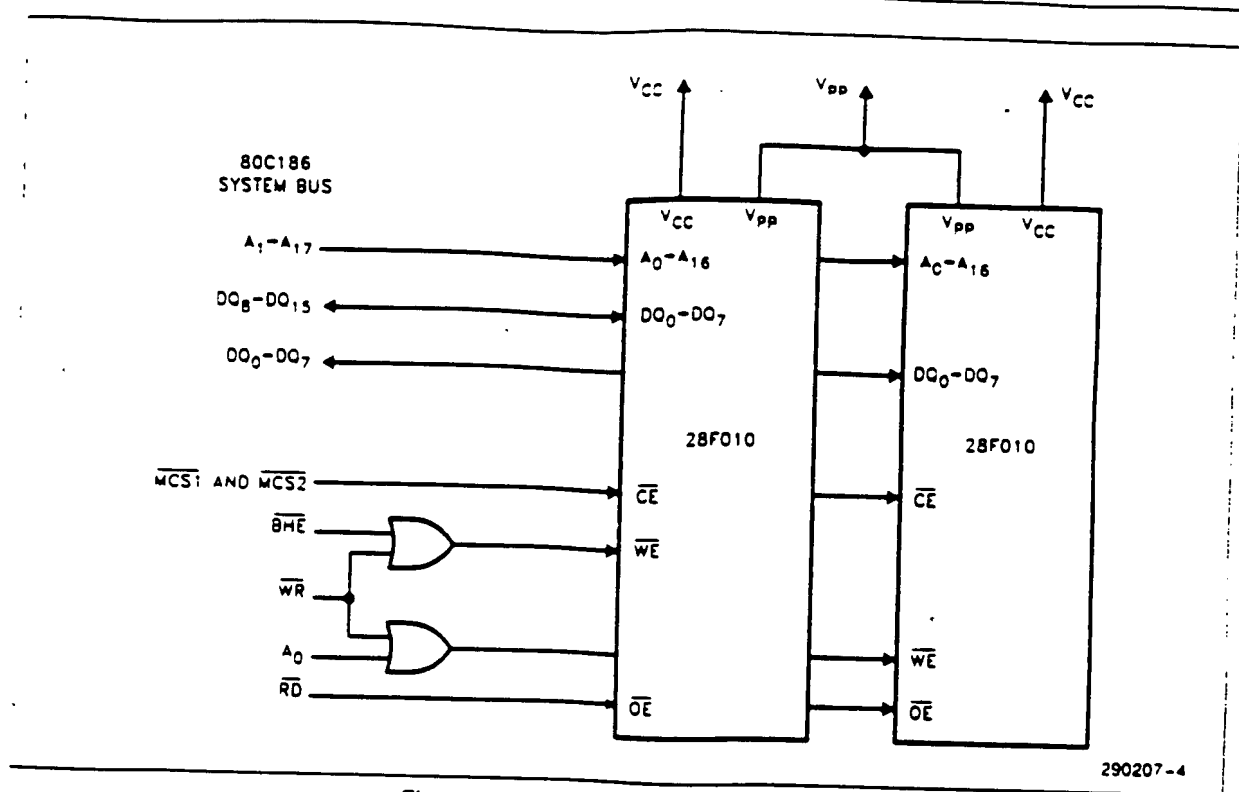 VCC
VPP
VCC
80C186
SYSTEM BUS
VCC
VPP
VPP
VCC
A1–A17
A0–A16
A0–A16
DQ8–DQ15
DQ0–DQ7
DQ0–DQ7
DQ0–DQ7
28F010
28F010
MCS1 AND MCS2
CE
CE
BHE
WE
WR
A0
WE
RD
OE
OE
290207-4